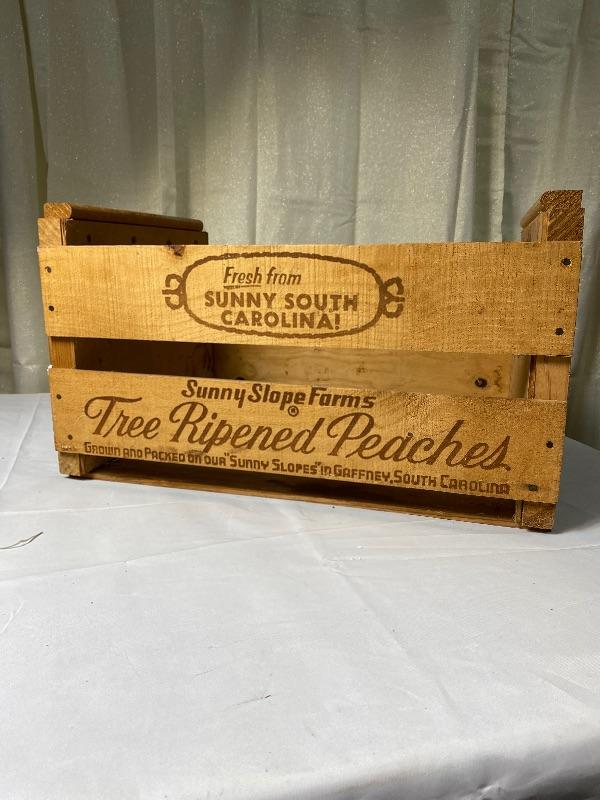 Fresh from
SUNNY SOUTH
CAROLINA!
Sunny Slope Farms
®
Tree Ripened Peaches
GROWN AND PACKED ON OUR "SUNNY SLOPES" IN GAFFNEY, SOUTH CAROLINA